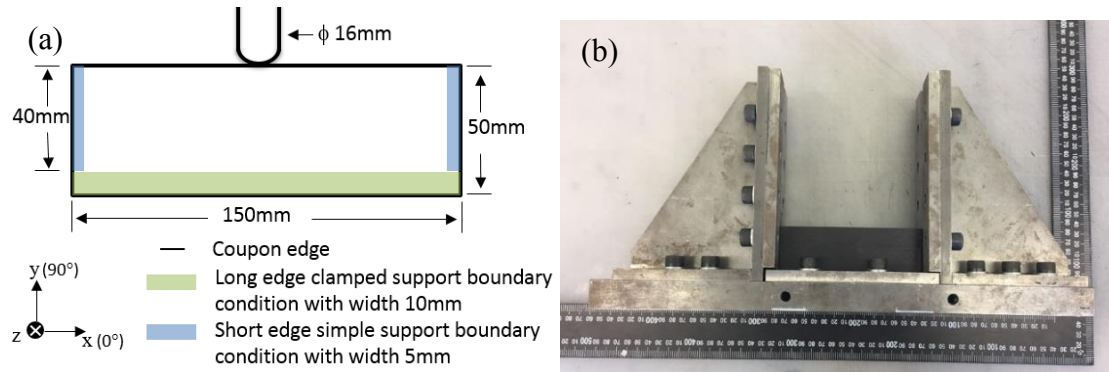 (a)
ϕ 16mm
40mm
50mm
150mm
Coupon edge
Long edge clamped support boundary
condition with width 10mm
Short edge simple support boundary
condition with width 5mm
y (90°)
z
x (0°)
(b)